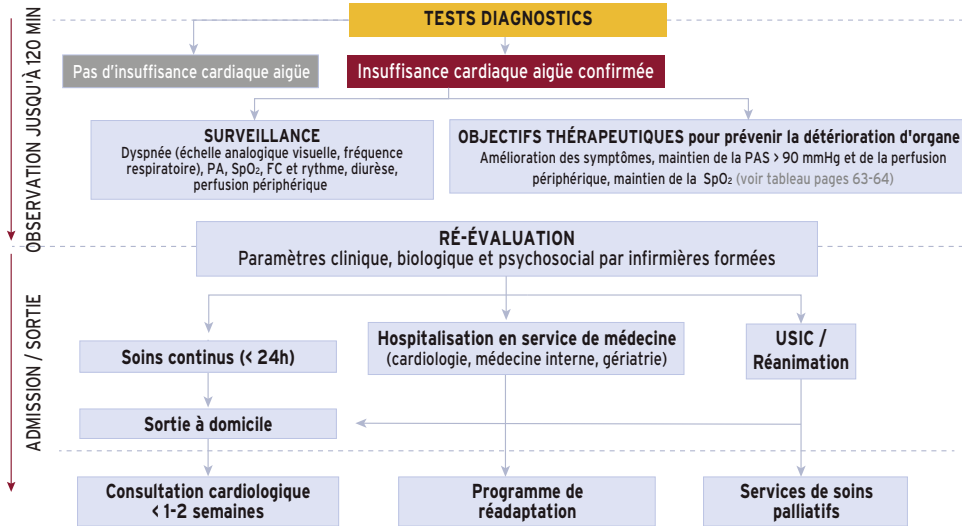 OBSERVATION JUSQU'À 120 MIN
TESTS DIAGNOSTICS
Pas d'insuffisance cardiaque aigüe
Insuffisance cardiaque aigüe confirmée
SURVEILLANCE
Dyspnée (échelle analogique visuelle, fréquence
respiratoire), PA, SpO₂, FC et rythme, diurèse,
perfusion périphérique
OBJECTIFS THÉRAPEUTIQUES pour prévenir la détérioration d'organe
Amélioration des symptômes, maintien de la PAS > 90 mmHg et de la perfusion
périphérique, maintien de la SpO₂ (voir tableau pages 63-64)
ADMISSION / SORTIE
RÉ-ÉVALUATION
Paramètres clinique, biologique et psychosocial par infirmières formées
Soins continus (< 24h)
Hospitalisation en service de médecine
(cardiologie, médecine interne, gériatrie)
USIC /
Réanimation
Sortie à domicile
Consultation cardiologique
< 1-2 semaines
Programme de
réadaptation
Services de soins
palliatifs